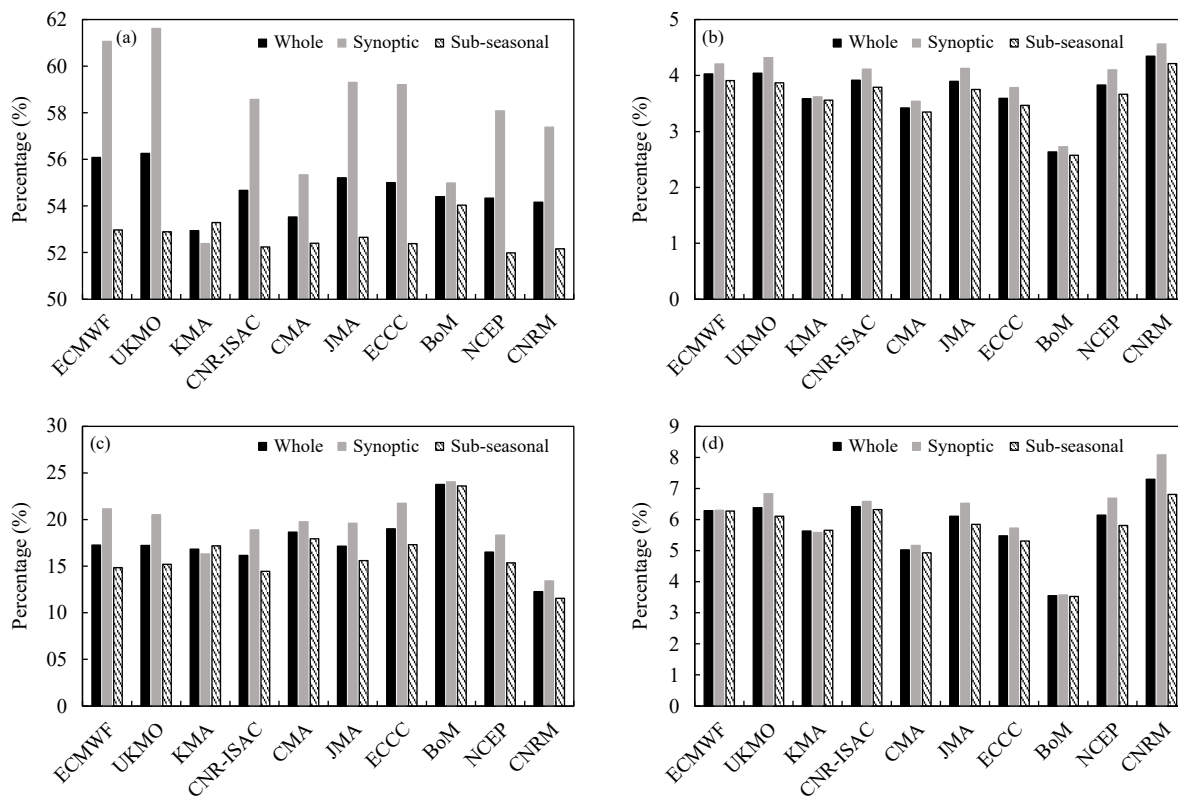 (a)
Whole Synoptic Sub-seasonal
Percentage (%)
62
60
58
56
54
52
50
ECMWF UKMO KMA CNR-ISAC CMA JMA ECCC BoM NCEP CNRM
(b)
Whole Synoptic Sub-seasonal
Percentage (%)
5
4
3
2
1
0
ECMWF UKMO KMA CNR-ISAC CMA JMA ECCC BoM NCEP CNRM
(c)
Whole Synoptic Sub-seasonal
Percentage (%)
30
25
20
15
10
05
0
ECMWF UKMO KMA CNR-ISAC CMA JMA ECCC BoM NCEP CNRM
(d)
Whole Synoptic Sub-seasonal
Percentage (%)
9
8
7
6
5
4
3
2
1
0
ECMWF UKMO KMA CNR-ISAC CMA JMA ECCC BoM NCEP CNRM